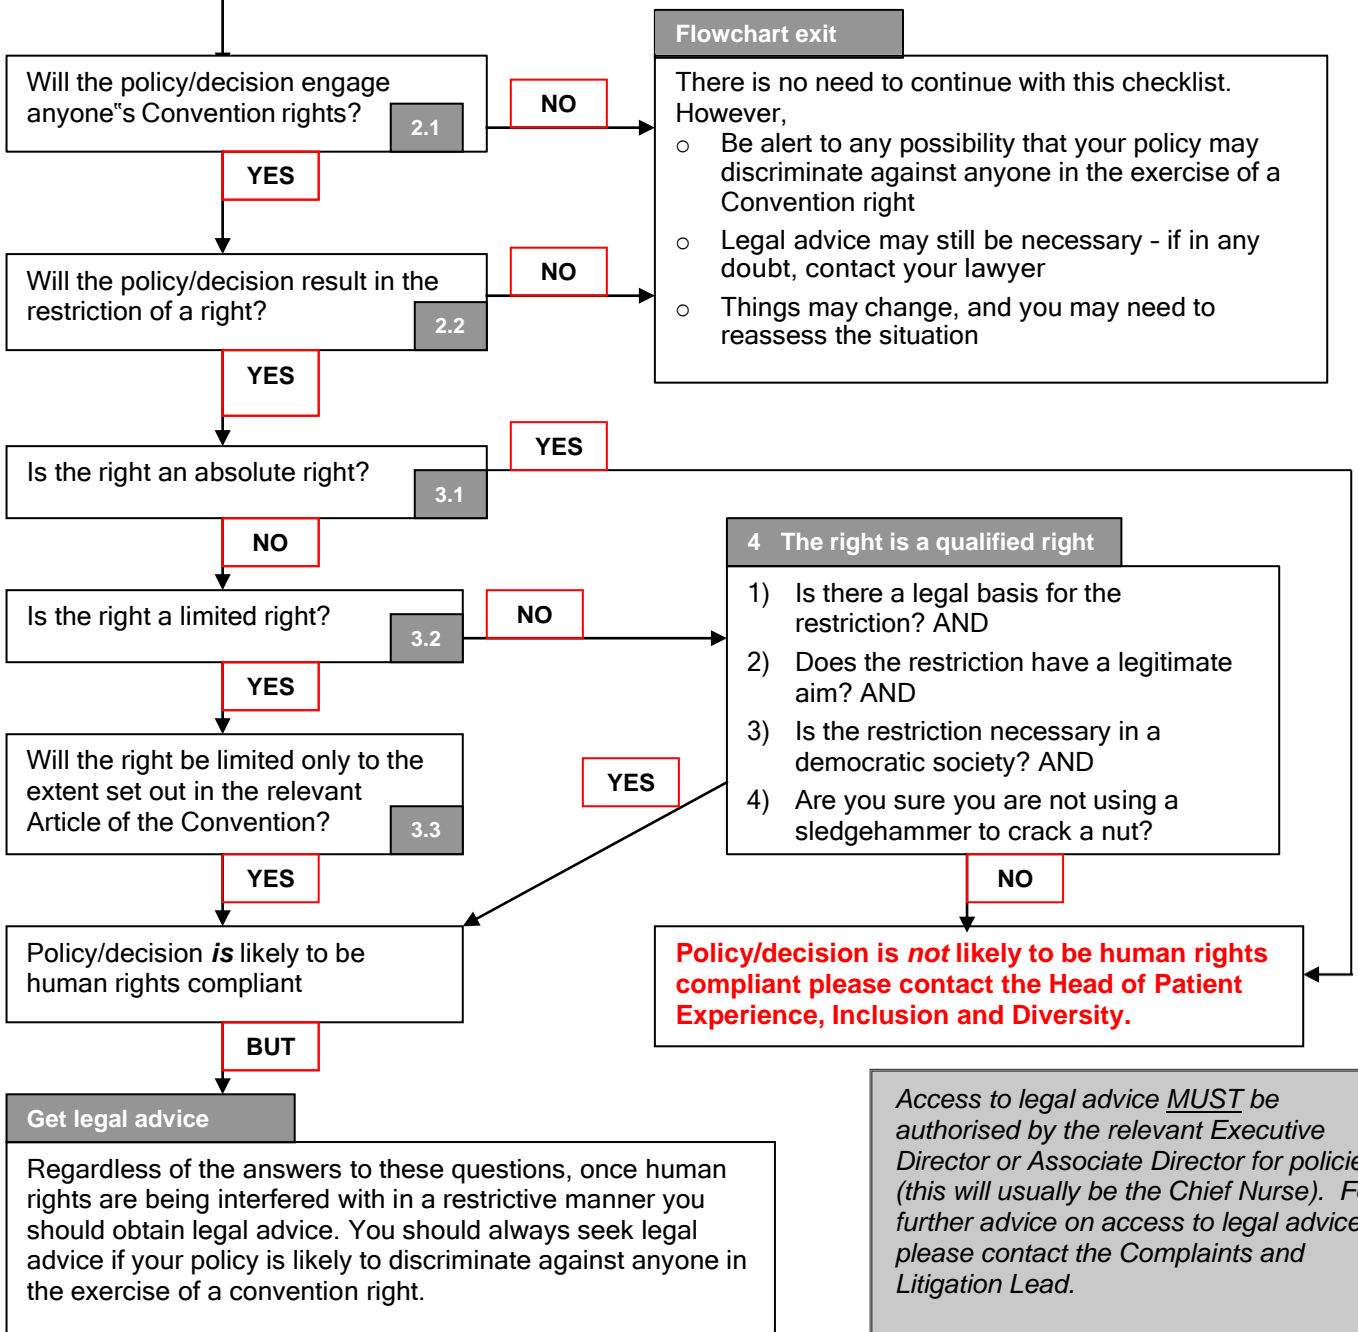 Flowchart exit
Will the policy/decision engage
anyone‟s Convention rights?
2.1
NO
There is no need to continue with this checklist.
However,
o Be alert to any possibility that your policy may
discriminate against anyone in the exercise of a
Convention right
o Legal advice may still be necessary - if in any
doubt, contact your lawyer
o Things may change, and you may need to
reassess the situation
YES
Will the policy/decision result in the
restriction of a right?
2.2
NO
YES
Is the right an absolute right?
3.1
YES
NO
Is the right a limited right?
3.2
NO
4 The right is a qualified right
1) Is there a legal basis for the
restriction? AND
2) Does the restriction have a legitimate
aim? AND
3) Is the restriction necessary in a
democratic society? AND
4) Are you sure you are not using a
sledgehammer to crack a nut?
YES
Will the right be limited only to the
extent set out in the relevant
Article of the Convention?
3.3
YES
YES
NO
Policy/decision is likely to be
human rights compliant
Policy/decision is not likely to be human rights
compliant please contact the Head of Patient
Experience, Inclusion and Diversity.
BUT
Get legal advice
Regardless of the answers to these questions, once human
rights are being interfered with in a restrictive manner you
should obtain legal advice. You should always seek legal
advice if your policy is likely to discriminate against anyone in
the exercise of a convention right.
Access to legal advice MUST be
authorised by the relevant Executive
Director or Associate Director for policie
(this will usually be the Chief Nurse). F
further advice on access to legal advice
please contact the Complaints and
Litigation Lead.